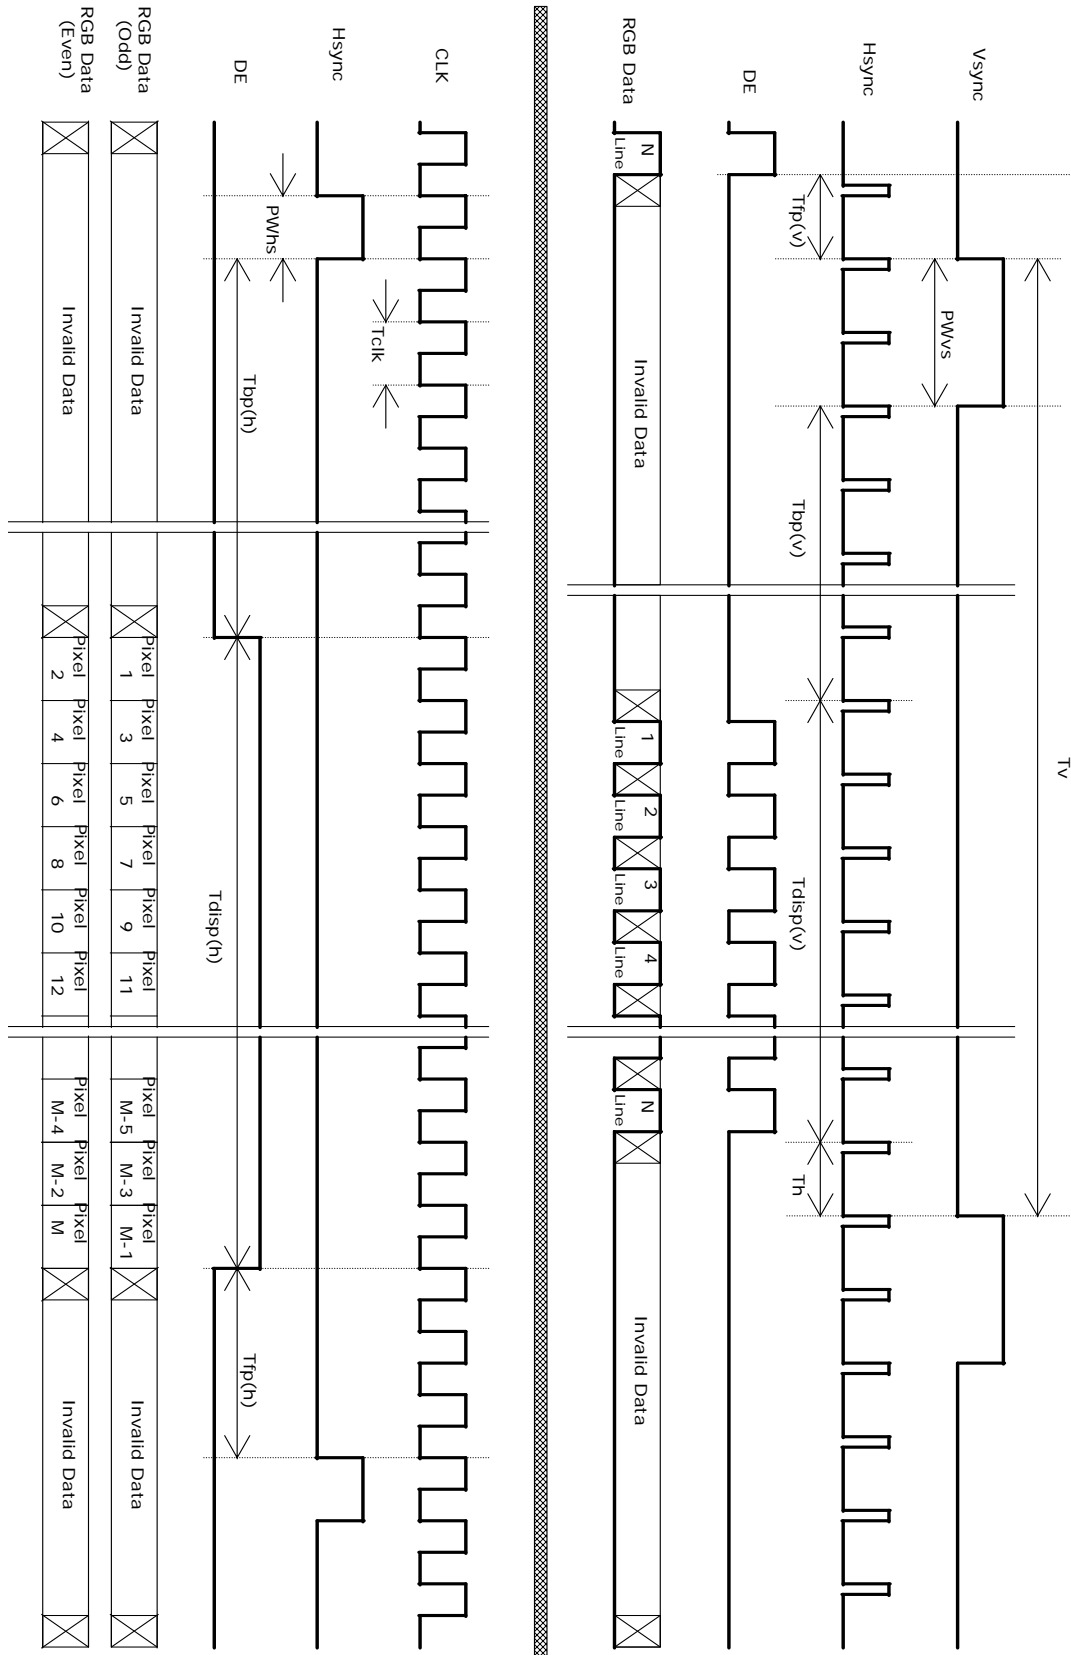 Vsync
Tv
Hsync
Tfp(v)
PWvs
Tbp(v)
Tdisp(v)
Th
DE
RGB Data
Line N
Invalid Data
Line 1
Line 2
Line 3
Line 4
Line N
Invalid Data
CLK
Tclk
Hsync
PWhs
DE
Tbp(h)
Tdisp(h)
Tfp(h)
RGB Data
(Odd)
Invalid Data
Pixel 1
Pixel 3
Pixel 5
Pixel 7
Pixel 9
Pixel 11
Pixel M-5
Pixel M-3
Pixel M-1
Invalid Data
RGB Data
(Even)
Invalid Data
Pixel 2
Pixel 4
Pixel 6
Pixel 8
Pixel 10
Pixel 12
Pixel M-4
Pixel M-2
Pixel M
Invalid Data